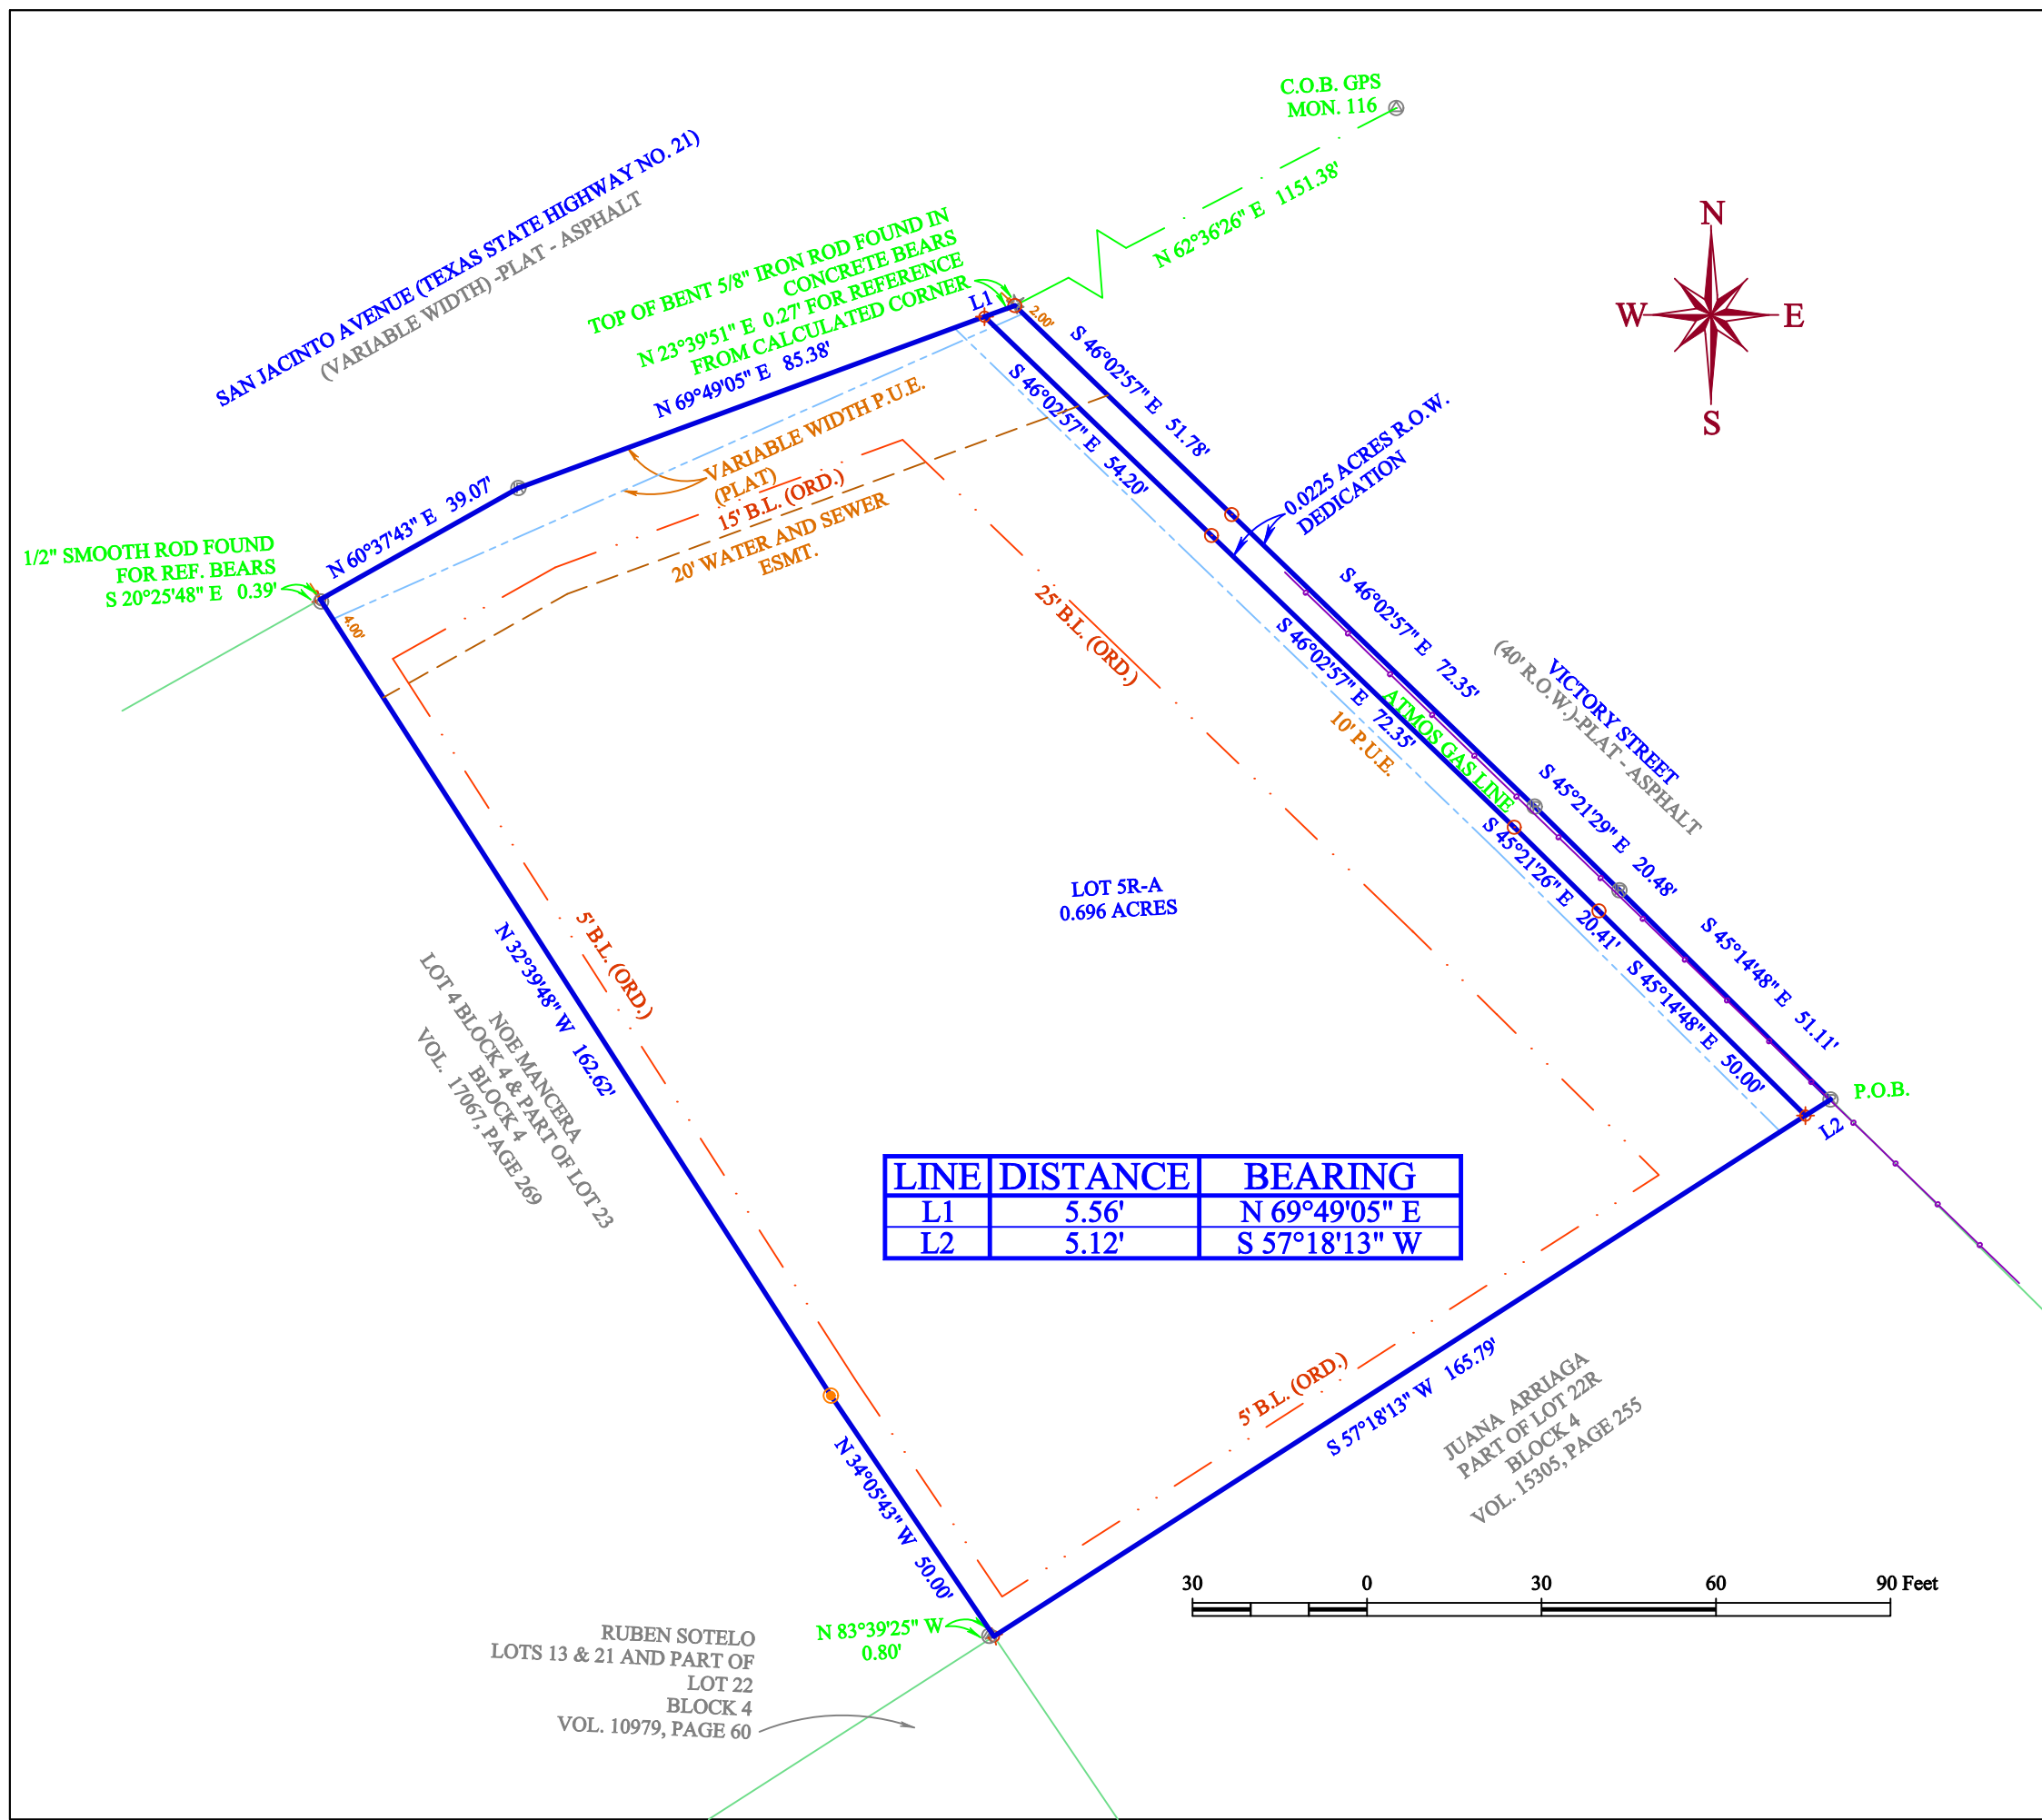 C.O.B. GPS
MON. 116
N 62°36'26" E 1151.38'
N
W
E
S
SAN JACINTO AVENUE (TEXAS STATE HIGHWAY NO. 21)
(VARIABLE WIDTH) -PLAT - ASPHALT
TOP OF BENT 5/8" IRON ROD FOUND IN
CONCRETE BEARS
N 23°39'51" E 0.27' FOR REFERENCE
FROM CALCULATED CORNER
L1
2.00'
N 69°49'05" E 85.38'
S 46°02'57" E 51.78'
S 46°02'57" E 54.20'
VARIABLE WIDTH P.U.E.
(PLAT)
15' B.L. (ORD.)
20' WATER AND SEWER
ESMT.
0.0225 ACRES R.O.W.
DEDICATION
N 60°37'43" E 39.07'
1/2" SMOOTH ROD FOUND
FOR REF. BEARS
S 20°25'48" E 0.39'
4.00'
25' B.L. (ORD.)
S 46°02'57" E 72.35'
S 46°02'57" E 72.35'
ATMOS GAS LINE
10' P.U.E.
VICTORY STREET
(40' R.O.W.)-PLAT - ASPHALT
S 45°21'29" E 20.48'
S 45°21'26" E 20.41'
S 45°14'48" E 51.11'
S 45°14'48" E 50.00'
P.O.B.
L2
LOT 5R-A
0.696 ACRES
5' B.L. (ORD.)
N 32°39'48" W 162.62'
NOE MANCERA
LOT 4 BLOCK 4 & PART OF LOT 23
BLOCK 4
VOL. 17067, PAGE 269
LINE DISTANCE BEARING
L1 5.56' N 69°49'05" E
L2 5.12' S 57°18'13" W
5' B.L. (ORD.)
S 57°18'13" W 165.79'
JUANA ARRIAGA
PART OF LOT 22R
BLOCK 4
VOL. 15305, PAGE 255
N 34°05'43" W 50.00'
30 0 30 60 90 Feet
N 83°39'25" W
0.80'
RUBEN SOTELO
LOTS 13 & 21 AND PART OF
LOT 22
BLOCK 4
VOL. 10979, PAGE 60